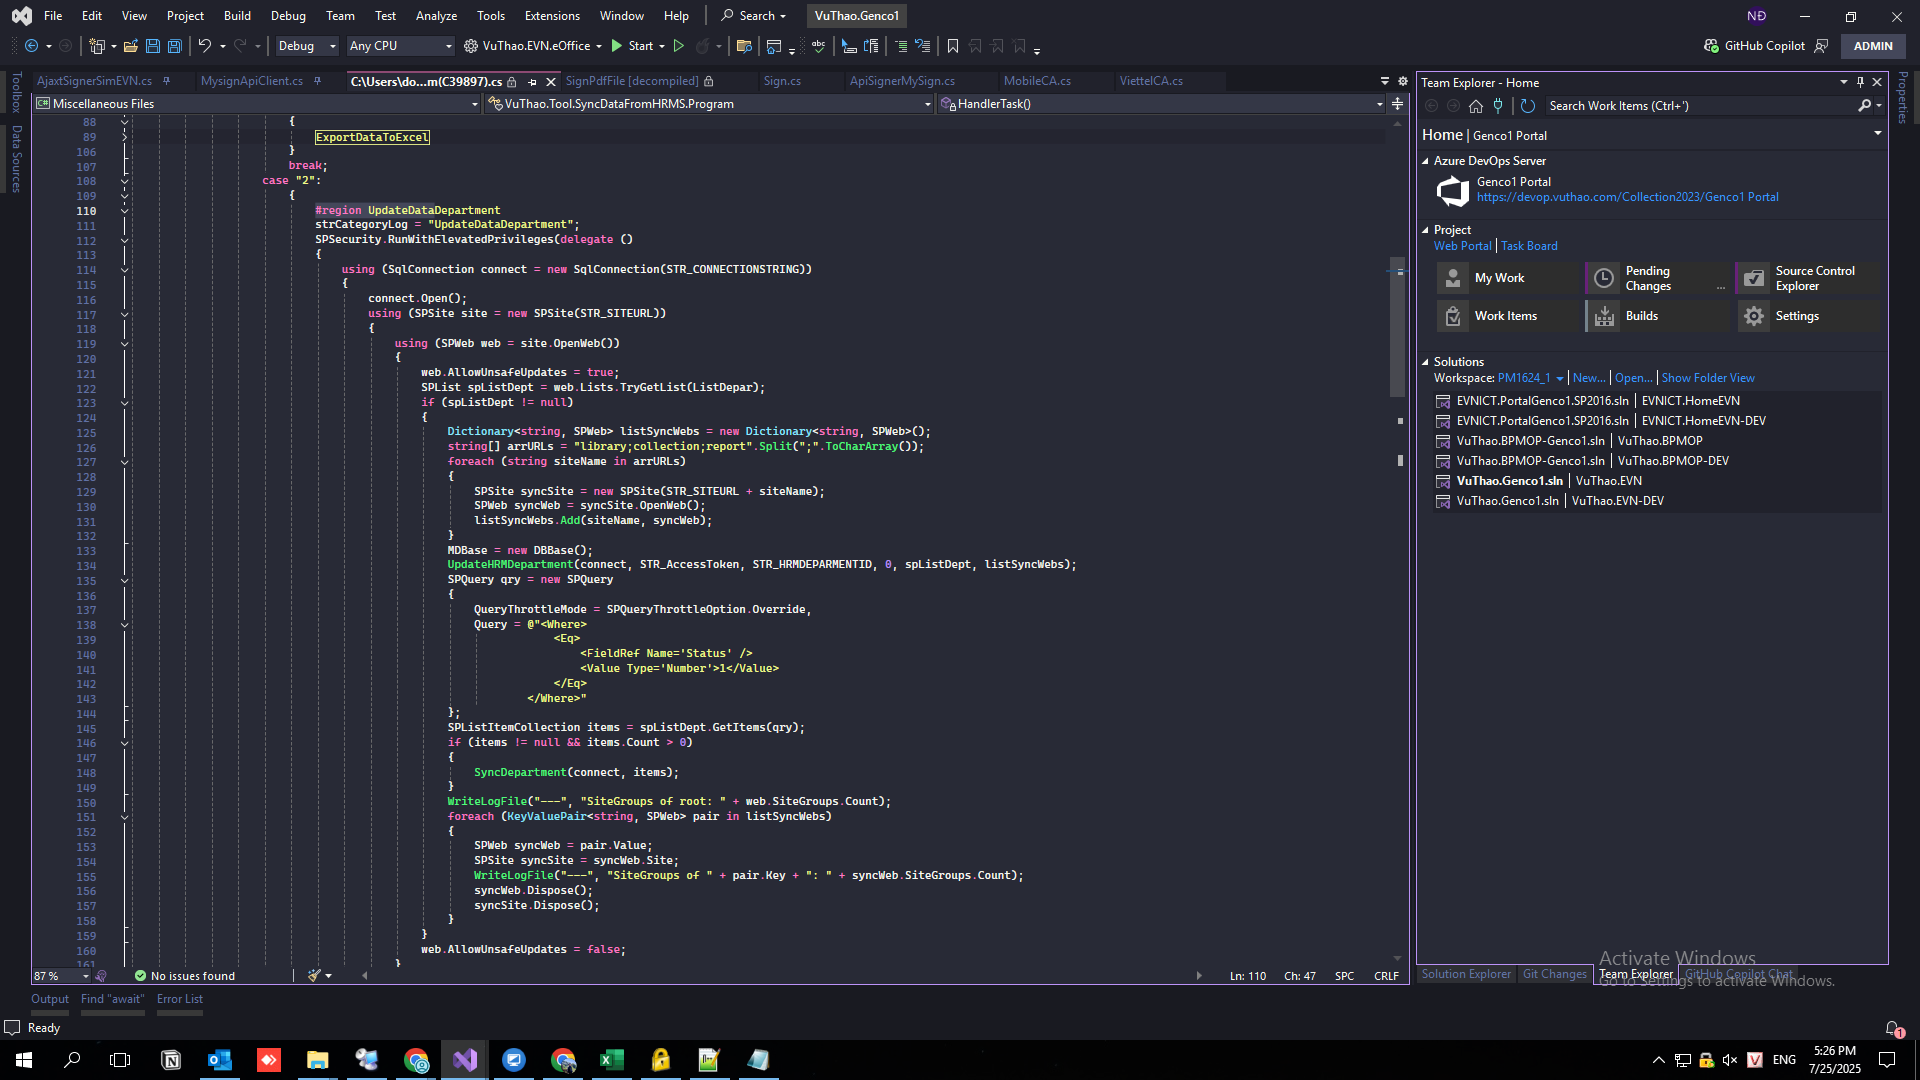 File Edit View Project Build Debug Team Test Analyze Tools Extensions Window Help Search VuThao.Genco1 NĐ
Debug Any CPU VuThao.EVN.eOffice Start GitHub Copilot ADMIN
AjaxtSignerSimEVN.cs MysignApiClient.cs C:\Users\do...m(C39897).cs SignPdfFile [decompiled] Sign.cs ApiSignerMySign.cs MobileCA.cs ViettelCA.cs
Miscellaneous Files VuThao.Tool.SyncDataFromHRMS.Program HandlerTask()
Toolbox
Data Sources
88 {
89 ExportDataToExcel
106 }
107 break;
108 case "2":
109 {
110 #region UpdateDataDepartment
111 strCategoryLog = "UpdateDataDepartment";
112 SPSecurity.RunWithElevatedPrivileges(delegate ()
113 {
114 using (SqlConnection connect = new SqlConnection(STR_CONNECTIONSTRING))
115 {
116 connect.Open();
117 using (SPSite site = new SPSite(STR_SITEURL))
118 {
119 using (SPWeb web = site.OpenWeb())
120 {
121 web.AllowUnsafeUpdates = true;
122 SPList spListDept = web.Lists.TryGetList(ListDepar);
123 if (spListDept != null)
124 {
125 Dictionary<string, SPWeb> listSyncWebs = new Dictionary<string, SPWeb>();
126 string[] arrURLs = "library;collection;report".Split(";".ToCharArray());
127 foreach (string siteName in arrURLs)
128 {
129 SPSite syncSite = new SPSite(STR_SITEURL + siteName);
130 SPWeb syncWeb = syncSite.OpenWeb();
131 listSyncWebs.Add(siteName, syncWeb);
132 }
133 MDBase = new DBBase();
134 UpdateHRMDepartment(connect, STR_AccessToken, STR_HRMDEPARMENTID, 0, spListDept, listSyncWebs);
135 SPQuery qry = new SPQuery
136 {
137 QueryThrottleMode = SPQueryThrottleOption.Override,
138 Query = @"<Where>
139 <Eq>
140 <FieldRef Name='Status' />
141 <Value Type='Number'>1</Value>
142 </Eq>
143 </Where>"
144 };
145 SPListItemCollection items = spListDept.GetItems(qry);
146 if (items != null && items.Count > 0)
147 {
148 SyncDepartment(connect, items);
149 }
150 WriteLogFile("---", "SiteGroups of root: " + web.SiteGroups.Count);
151 foreach (KeyValuePair<string, SPWeb> pair in listSyncWebs)
152 {
153 SPWeb syncWeb = pair.Value;
154 SPSite syncSite = syncWeb.Site;
155 WriteLogFile("---", "SiteGroups of " + pair.Key + ": " + syncWeb.SiteGroups.Count);
156 syncWeb.Dispose();
157 syncSite.Dispose();
158 }
159 }
160 web.AllowUnsafeUpdates = false;
161 }
87 % No issues found Ln: 110 Ch: 47 SPC CRLF
Team Explorer - Home
Search Work Items (Ctrl+')
Home | Genco1 Portal
Azure DevOps Server
Genco1 Portal
https://devop.vuthao.com/Collection2023/Genco1 Portal
Project
Web Portal | Task Board
My Work Pending Changes ... Source Control Explorer
Work Items Builds Settings
Solutions
Workspace: PM1624_1 | New... | Open... | Show Folder View
EVNICT.PortalGenco1.SP2016.sln | EVNICT.HomeEVN
EVNICT.PortalGenco1.SP2016.sln | EVNICT.HomeEVN-DEV
VuThao.BPMOP-Genco1.sln | VuThao.BPMOP
VuThao.BPMOP-Genco1.sln | VuThao.BPMOP-DEV
VuThao.Genco1.sln | VuThao.EVN
VuThao.Genco1.sln | VuThao.EVN-DEV
Properties
Activate Windows
Go to Settings to activate Windows.
Solution Explorer Git Changes Team Explorer GitHub Copilot Chat
Output Find "await" Error List
Ready 1
ENG 5:26 PM
7/25/2025